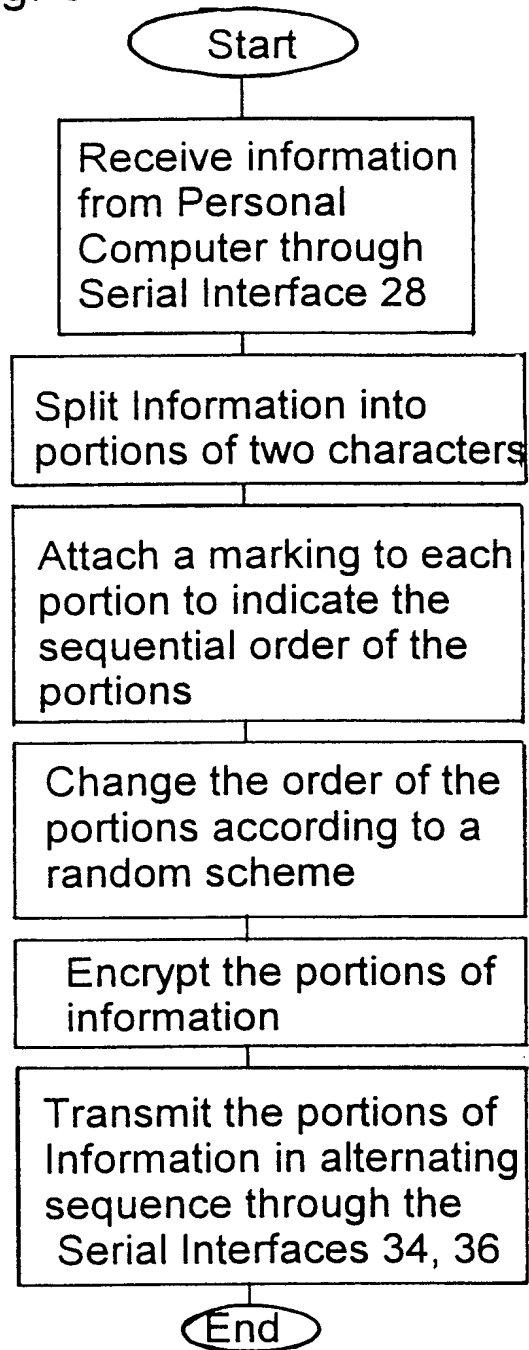 Start
Receive information
from Personal
Computer through
Serial Interface 28
Split Information into
portions of two characters
Attach a marking to each
portion to indicate the
sequential order of the
portions
Change the order of the
portions according to a
random scheme
Encrypt the portions of
information
Transmit the portions of
Information in alternating
sequence through the
Serial Interfaces 34, 36
End